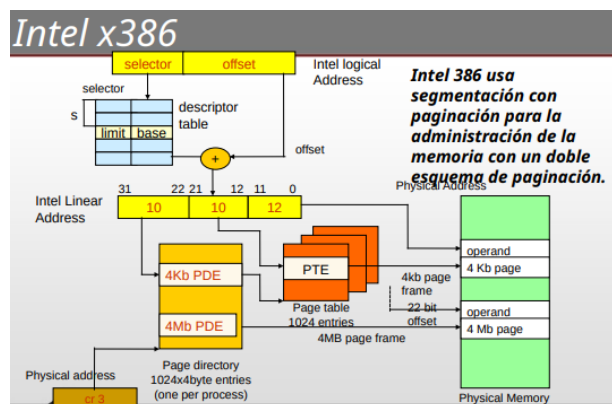 Intel x386
selector offset
Intel logical
Address
Intel 386 usa
segmentación con
paginación para la
administración de la
memoria con un doble
esquema de paginación.
selector
s
descriptor
table
limit base
offset
+
Physical Address
31 22 21 12 11 0
Intel Linear
Address
10 10 12
operand
4Kb PDE
PTE
4 Kb page
4kb page
frame
Page table
1024 entries
22 bit
offset
operand
4Mb PDE
4 Mb page
4MB page frame
Page directory
1024x4byte entries
(one per process)
Physical address
cr 3
Physical Memory